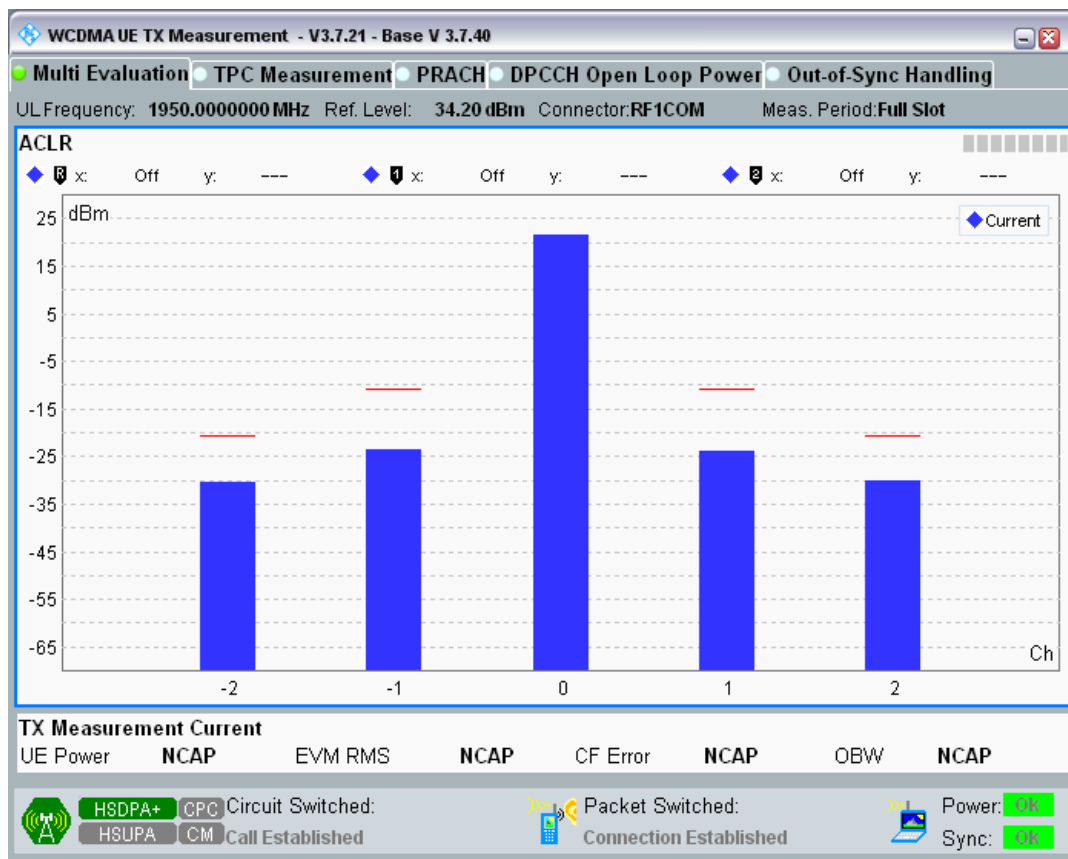 WCDMA UE TX Measurement - V3.7.21 - Base V 3.7.40
Multi Evaluation TPC Measurement PRACH DPCCH Open Loop Power Out-of-Sync Handling
UL Frequency: 1950.0000000 MHz Ref. Level: 34.20 dBm Connector:RF1COM Meas. Period:Full Slot
ACLR
R x: Off y: --- 1 x: Off y: --- 2 x: Off y: ---
dBm
Current
25
15
5
-5
-15
-25
-35
-45
-55
-65
Ch
-2 -1 0 1 2
TX Measurement Current
UE Power NCAP EVM RMS NCAP CF Error NCAP OBW NCAP
HSDPA+ CPC Circuit Switched: Packet Switched: Power: OK
HSUPA CM Call Established Connection Established Sync: OK